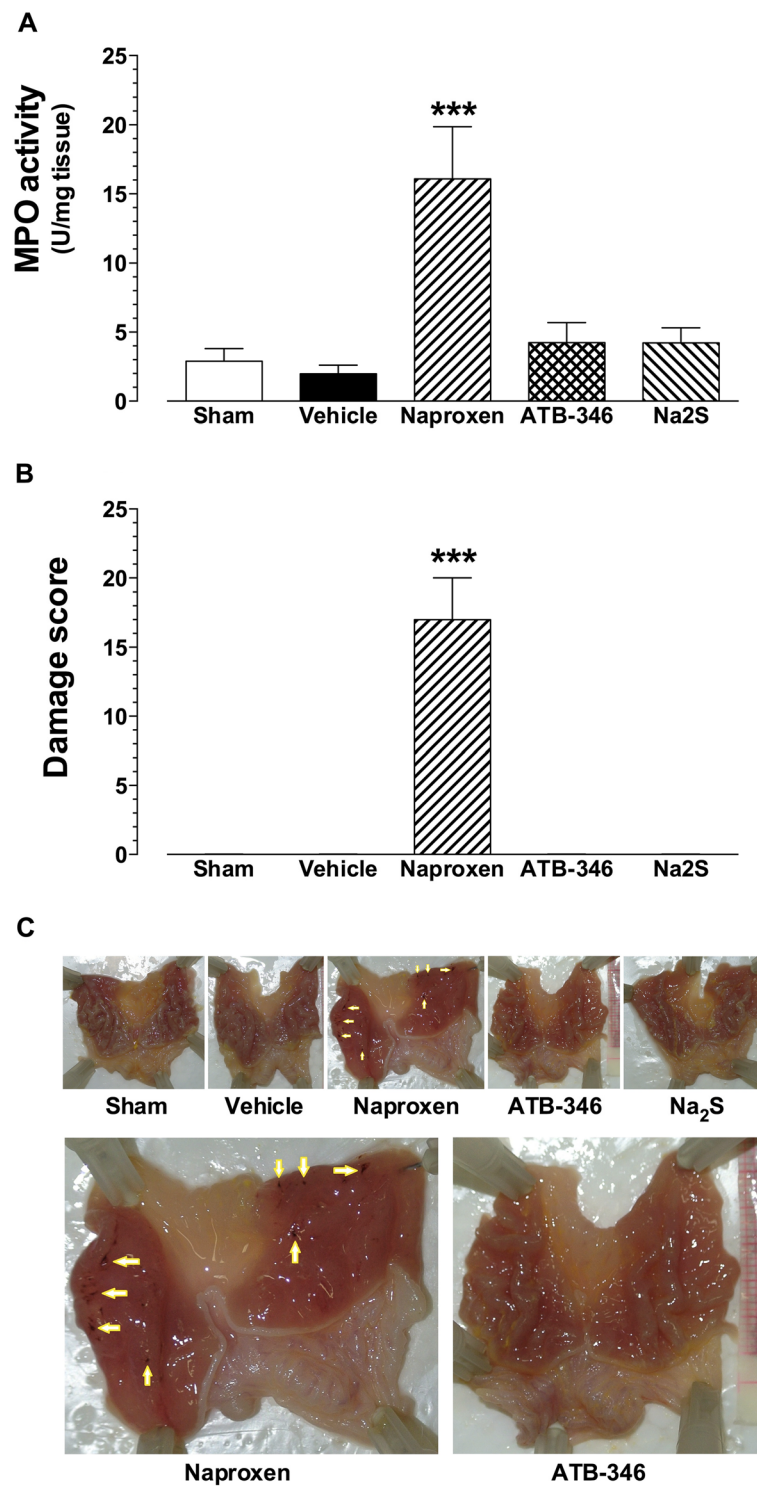 A
MPO activity
(U/mg tissue)
25
20
15
10
5
0
***
Sham Vehicle Naproxen ATB-346 Na2S
B
Damage score
25
20
15
10
5
0
***
Sham Vehicle Naproxen ATB-346 Na2S
C
Sham Vehicle Naproxen ATB-346 Na₂S
Naproxen ATB-346